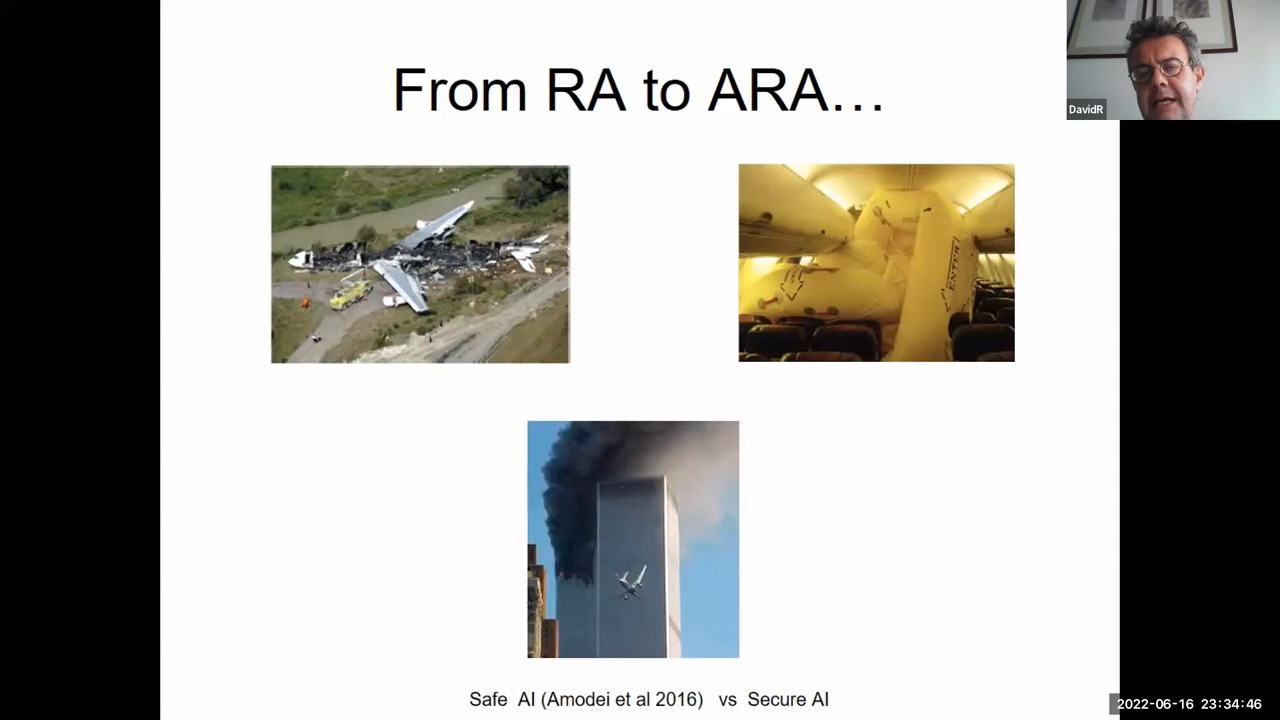 From RA to ARA…
DavidR
ENTER
Safe AI (Amodei et al 2016) vs Secure AI
2022-06-16 23:34:46